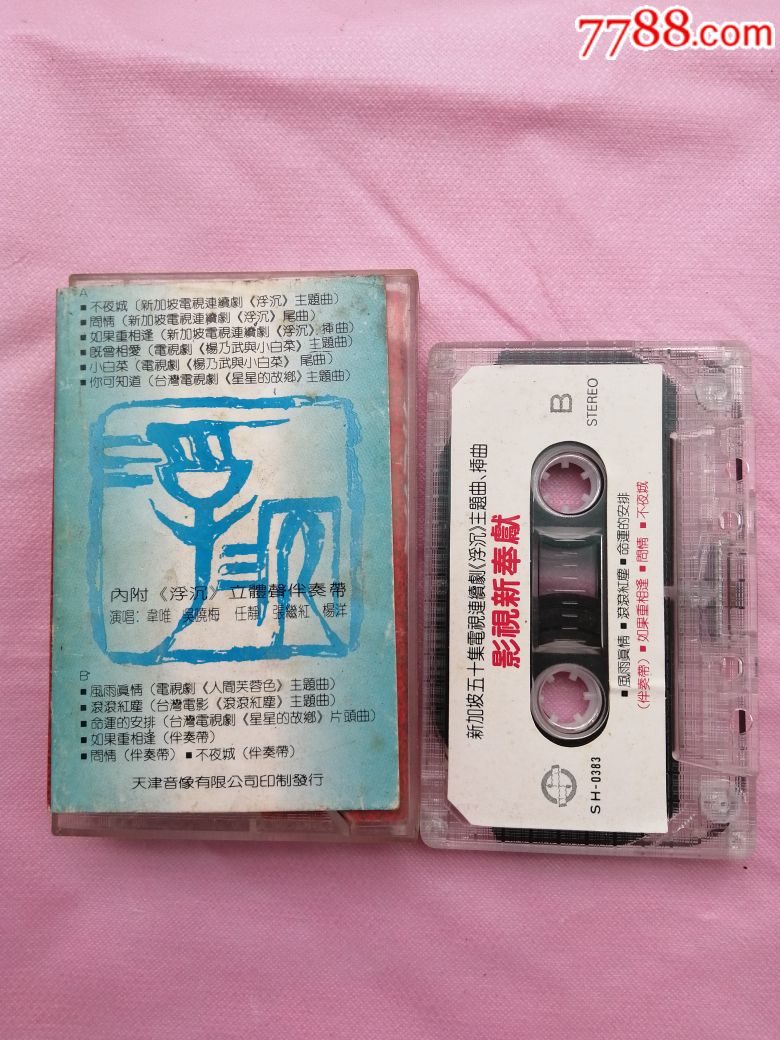 7788.com
A
■不夜城（新加坡電視連續劇《浮沉》主題曲）
■問情（新加坡電視連續劇《浮沉》尾曲）
■如果重相逢（新加坡電視連續劇《浮沉》揷曲）
■旣曾相愛（電視劇《楊乃武與小白菜》主題曲）
■小白菜（電視劇《楊乃武與小白菜》尾曲）
■你可知道（台灣電視劇《星星的故鄉》主題曲）
內附《浮沉》立體聲伴奏帶
演唱：韋唯 吳曉梅 任靜 張繼紅 楊洋
B
■風雨眞情（電視劇《人間芙蓉色》主題曲）
■滾滾紅塵（台灣電影《滾滾紅塵》主題曲）
■命運的安排（台灣電視劇《星星的故鄉》片頭曲）
■如果重相逢（伴奏帶）
■問情（伴奏帶）■不夜城（伴奏帶）
天津音像有限公司印制發行
新加坡五十集電視連續劇《浮沉》主題曲、揷曲
影視新奉獻
B
STEREO
■風雨眞情■滾滾紅塵■命運的安排
（伴奏帶）■如果重相逢■問情■不夜城
SH-0383